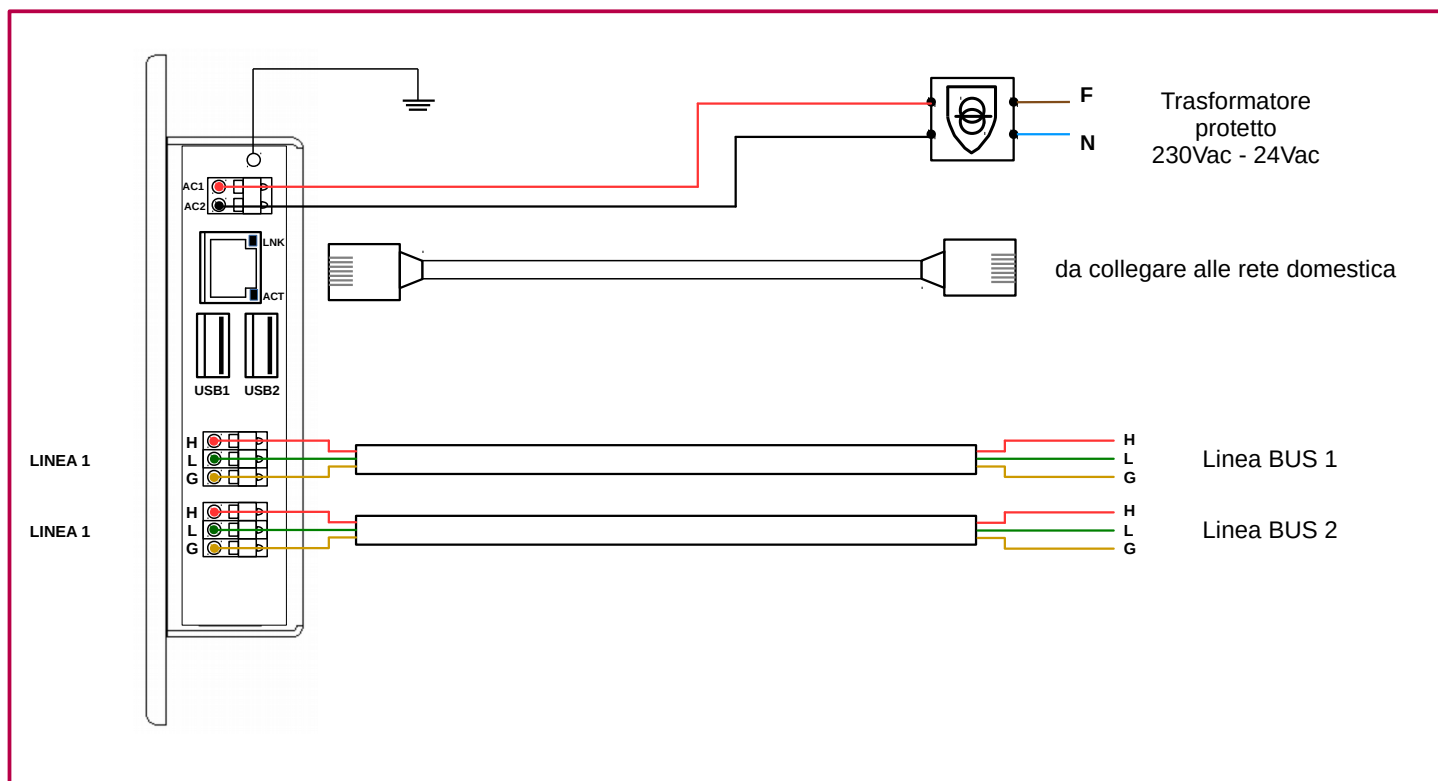 F
N
Trasformatore
protetto
230Vac - 24Vac
AC1
AC2
LNK
ACT
da collegare alle rete domestica
USB1 USB2
LINEA 1
H
L
G
H
L
G
Linea BUS 1
LINEA 1
H
L
G
H
L
G
Linea BUS 2